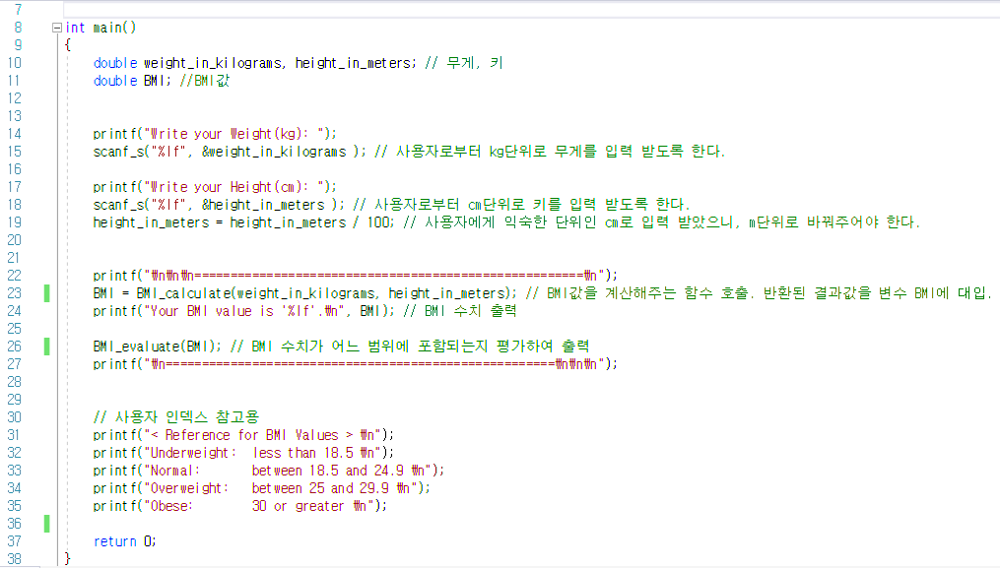 7
8 int main()
9 {
10 double weight_in_kilograms, height_in_meters; // 무게, 키
11 double BMI; //BMI값
12
13
14 printf("Write your Weight(kg): ");
15 scanf_s("%lf", &weight_in_kilograms ); // 사용자로부터 kg단위로 무게를 입력 받도록 한다.
16
17 printf("Write your Height(cm): ");
18 scanf_s("%lf", &height_in_meters ); // 사용자로부터 cm단위로 키를 입력 받도록 한다.
19 height_in_meters = height_in_meters / 100; // 사용자에게 익숙한 단위인 cm로 입력 받았으니, m단위로 바꿔주어야 한다.
20
21
22 printf("₩n₩n₩n======================================================₩n");
23 BMI = BMI_calculate(weight_in_kilograms, height_in_meters); // BMI값을 계산해주는 함수 호출. 반환된 결과값을 변수 BMI에 대입.
24 printf("Your BMI value is '%lf'.₩n", BMI); // BMI 수치 출력
25
26 BMI_evaluate(BMI); // BMI 수치가 어느 범위에 포함되는지 평가하여 출력
27 printf("₩n======================================================₩n₩n₩n");
28
29
30 // 사용자 인덱스 참고용
31 printf("< Reference for BMI Values > ₩n");
32 printf("Underweight:  less than 18.5 ₩n");
33 printf("Normal:       between 18.5 and 24.9 ₩n");
34 printf("Overweight:   between 25 and 29.9 ₩n");
35 printf("Obese:        30 or greater ₩n");
36
37 return 0;
38 }